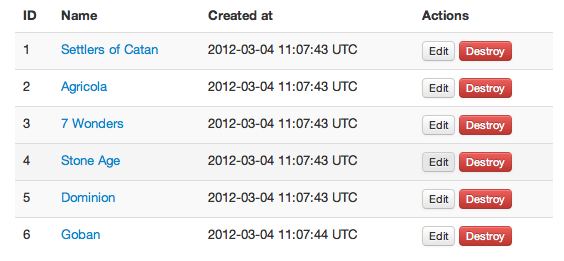 ID Name Created at Actions
1 Settlers of Catan 2012-03-04 11:07:43 UTC Edit Destroy
2 Agricola 2012-03-04 11:07:43 UTC Edit Destroy
3 7 Wonders 2012-03-04 11:07:43 UTC Edit Destroy
4 Stone Age 2012-03-04 11:07:43 UTC Edit Destroy
5 Dominion 2012-03-04 11:07:43 UTC Edit Destroy
6 Goban 2012-03-04 11:07:44 UTC Edit Destroy